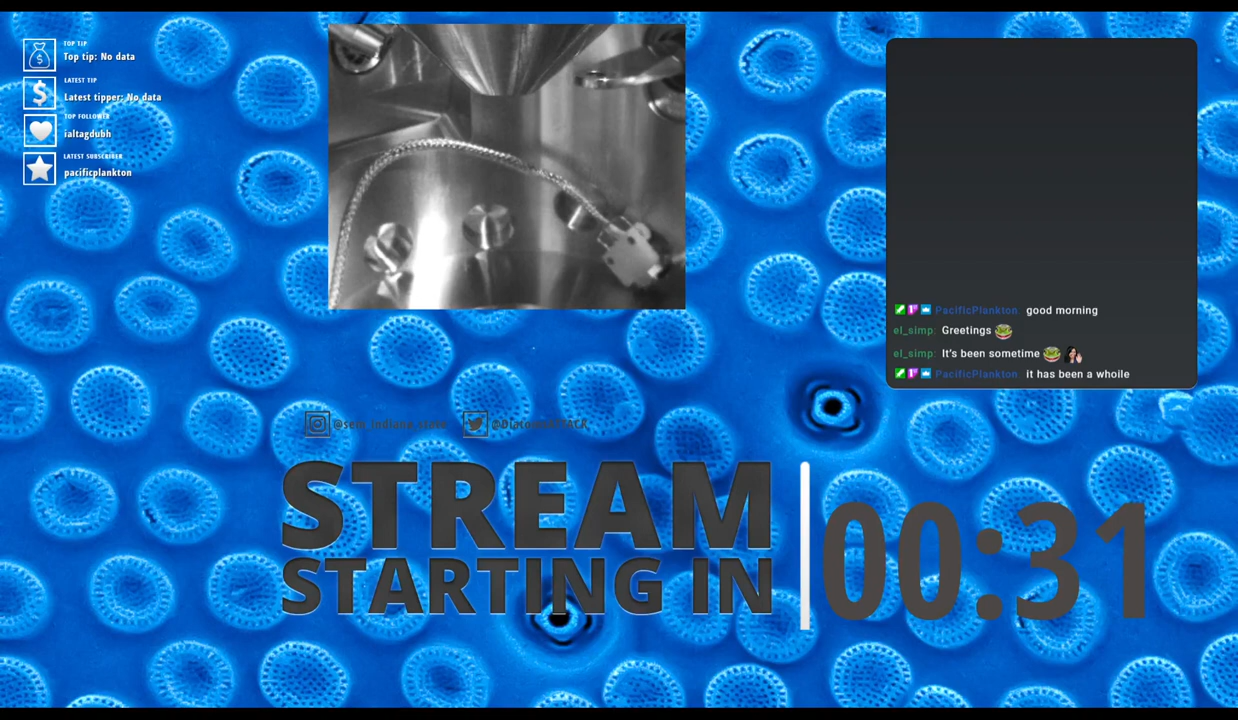 TOP TIP
Top tip: No data
LATEST TIP
Latest tipper: No data
TOP FOLLOWER
ialtagdubh
LATEST SUBSCRIBER
pacificplankton
PacificPlankton good morning
el_simp: Greetings
el_simp: It's been sometime
PacificPlankton it has been a whoile
@sem_indiana_state @DiatomsATTACK
STREAM
STARTING IN
00:31